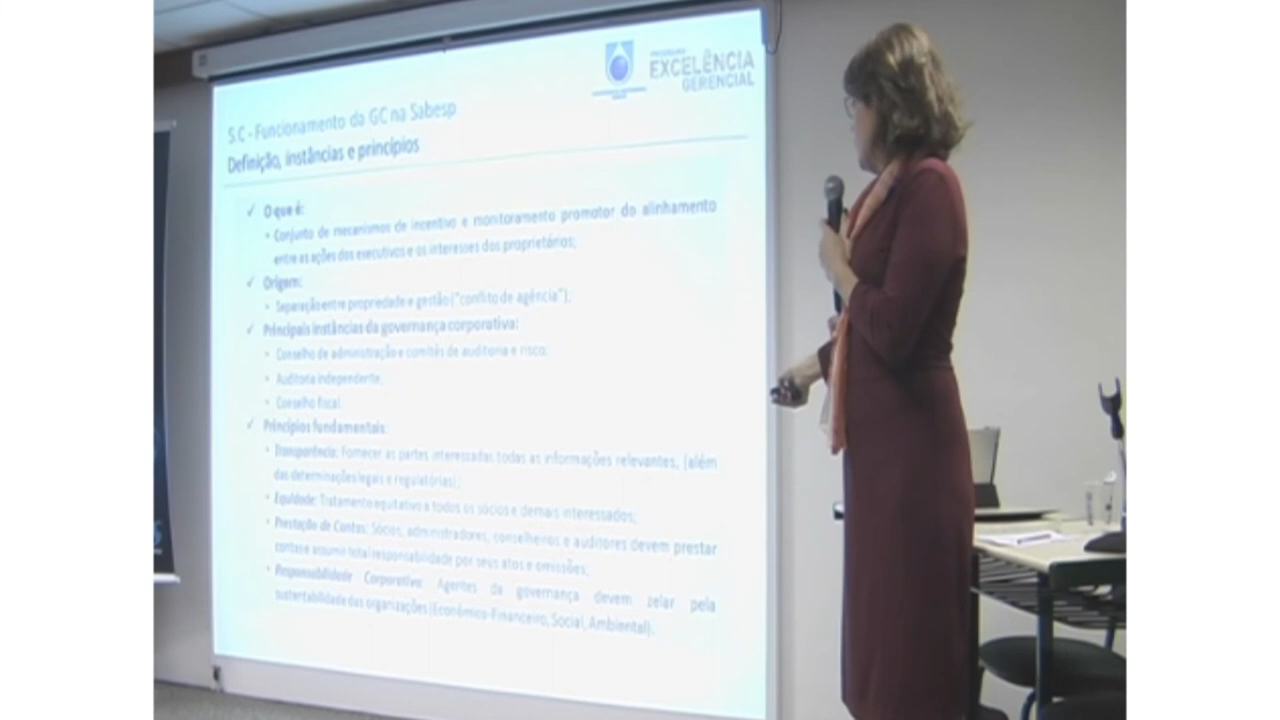 PROGRAMA
EXCELÊNCIA
GERENCIAL
5.C - Funcionamento da GC na Sabesp
Definição, instâncias e princípios
✓ O que é:
• Conjunto de mecanismos de incentivo e monitoramento promotor do alinhamento
entre as ações dos executivos e os interesses dos proprietários;
✓ Origem:
• Separação entre propriedade e gestão ("conflito de agência");
✓ Principais instâncias da governança corporativa:
• Conselho de administração e comitês de auditoria e risco;
• Auditoria independente;
• Conselho fiscal.
✓ Princípios fundamentais:
• Transparência: Fornecer as partes interessadas todas as informações relevantes, (além
das determinações legais e regulatórias);
• Equidade: Tratamento equitativo a todos os sócios e demais interessados;
• Prestação de Contas: Sócios, administradores, conselheiros e auditores devem prestar
contas e assumir total responsabilidade por seus atos e omissões;
• Responsabilidade Corporativa: Agentes da governança devem zelar pela
sustentabilidade das organizações (Econômico-Financeiro, Social, Ambiental).